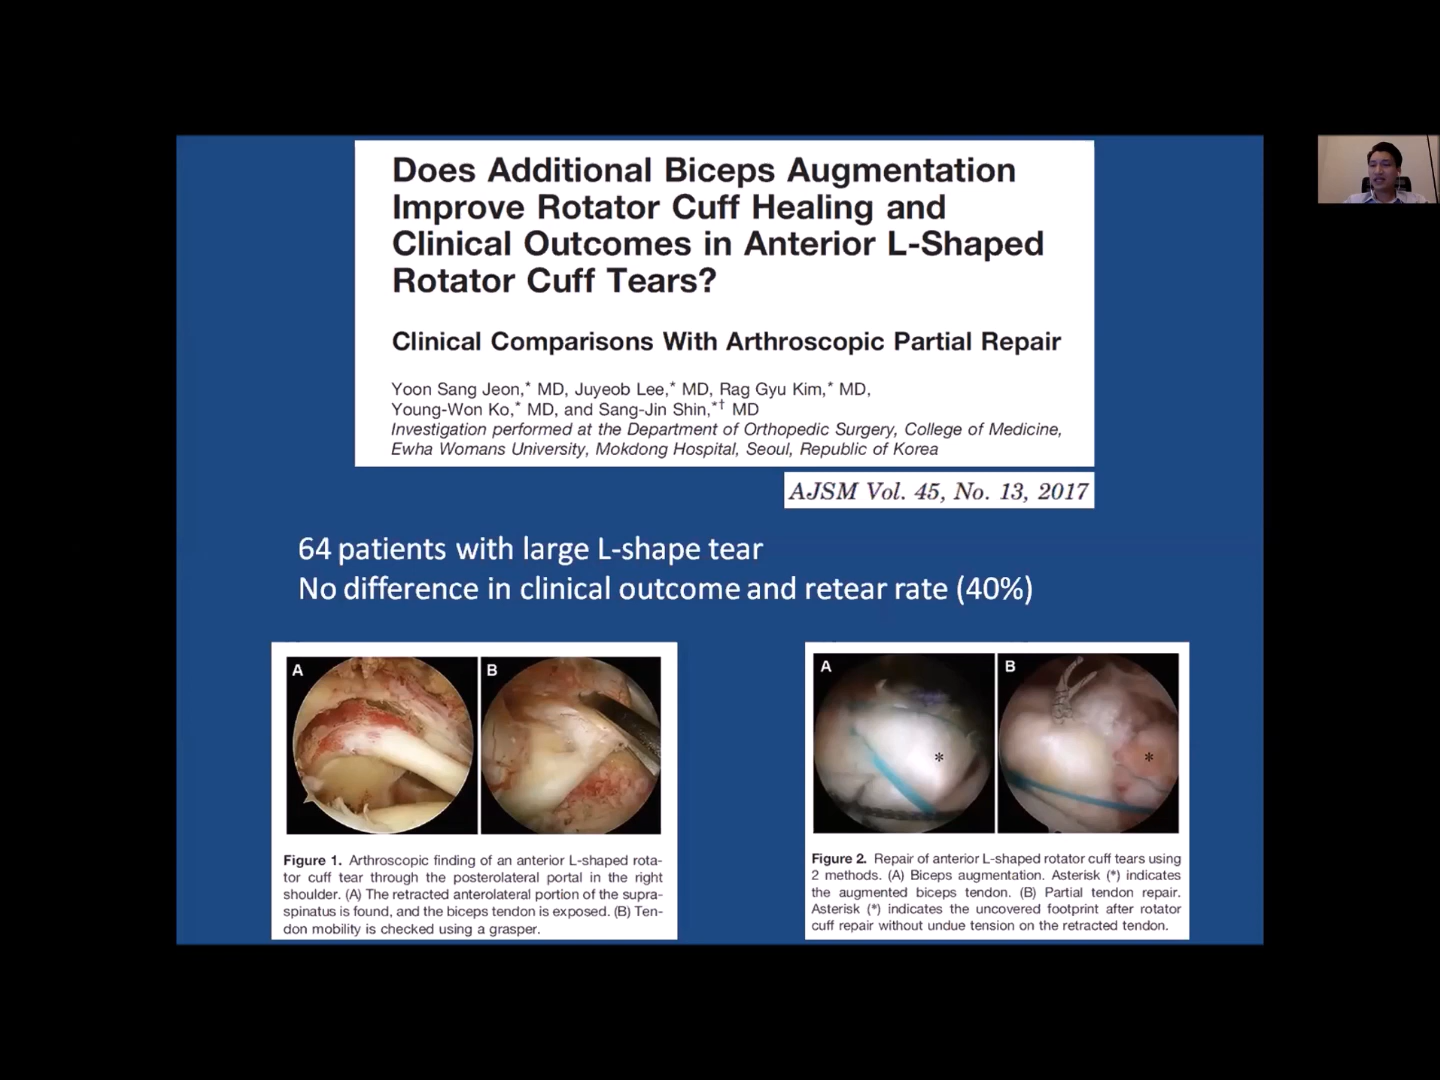 Does Additional Biceps Augmentation
Improve Rotator Cuff Healing and
Clinical Outcomes in Anterior L-Shaped
Rotator Cuff Tears?
Clinical Comparisons With Arthroscopic Partial Repair
Yoon Sang Jeon,* MD, Juyeob Lee,* MD, Rag Gyu Kim,* MD,
Young-Won Ko,* MD, and Sang-Jin Shin,*† MD
Investigation performed at the Department of Orthopedic Surgery, College of Medicine,
Ewha Womans University, Mokdong Hospital, Seoul, Republic of Korea
AJSM Vol. 45, No. 13, 2017
64 patients with large L-shape tear
No difference in clinical outcome and retear rate (40%)
A
B
Figure 1. Arthroscopic finding of an anterior L-shaped rota-
tor cuff tear through the posterolateral portal in the right
shoulder. (A) The retracted anterolateral portion of the supra-
spinatus is found, and the biceps tendon is exposed. (B) Ten-
don mobility is checked using a grasper.
A
B
*
*
Figure 2. Repair of anterior L-shaped rotator cuff tears using
2 methods. (A) Biceps augmentation. Asterisk (*) indicates
the augmented biceps tendon. (B) Partial tendon repair.
Asterisk (*) indicates the uncovered footprint after rotator
cuff repair without undue tension on the retracted tendon.